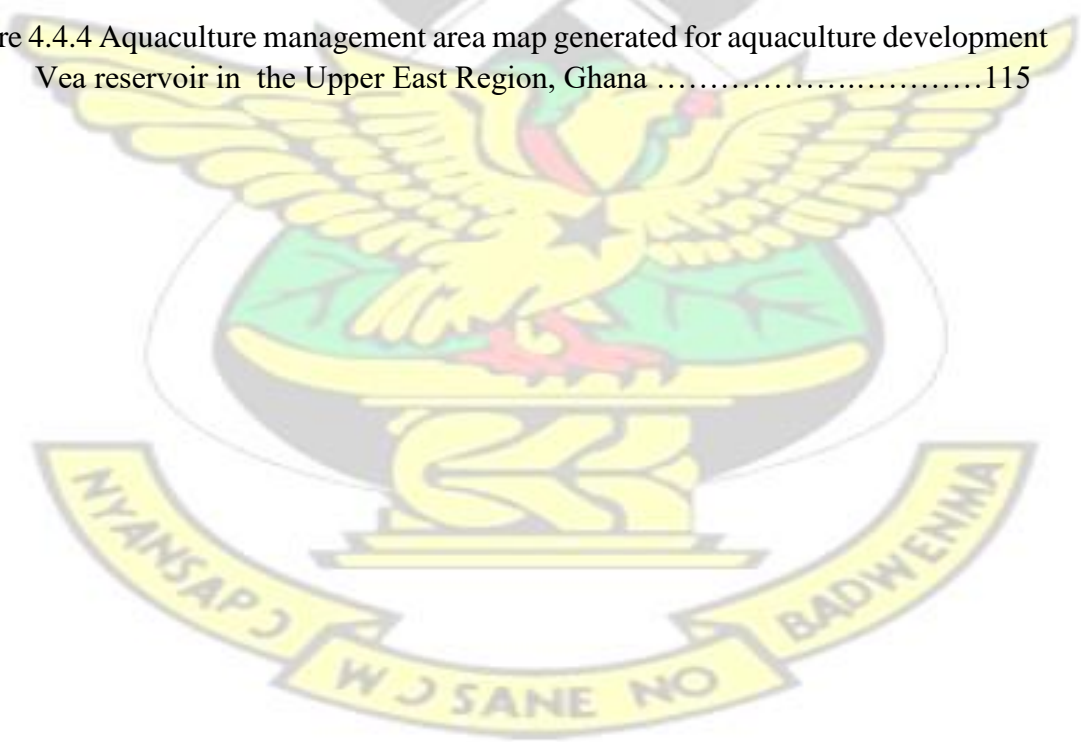 re 4.4.4 Aquaculture management area map generated for aquaculture development
Vea reservoir in the Upper East Region, Ghana ……………….…………115
NYANSAPƆ
WƆSANE NO
BADWENMA